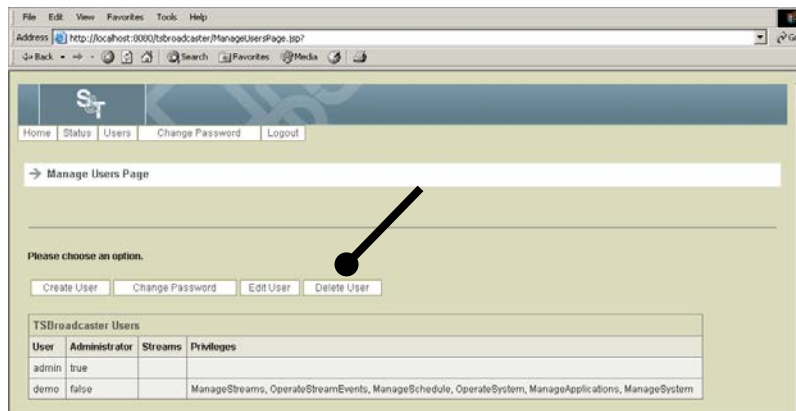 File Edit View Favorites Tools Help
Address http://localhost:8080/tsbroadcaster/ManageUsersPage.jsp?
Back Search Favorites Media
S&T
Home Status Users Change Password Logout
Manage Users Page
Please choose an option.
Create User Change Password Edit User Delete User
TSBroadcaster Users
User Administrator Streams Privileges
admin true
demo false ManageStreams, OperateStreamEvents, ManageSchedule, OperateSystem, ManageApplications, ManageSystem